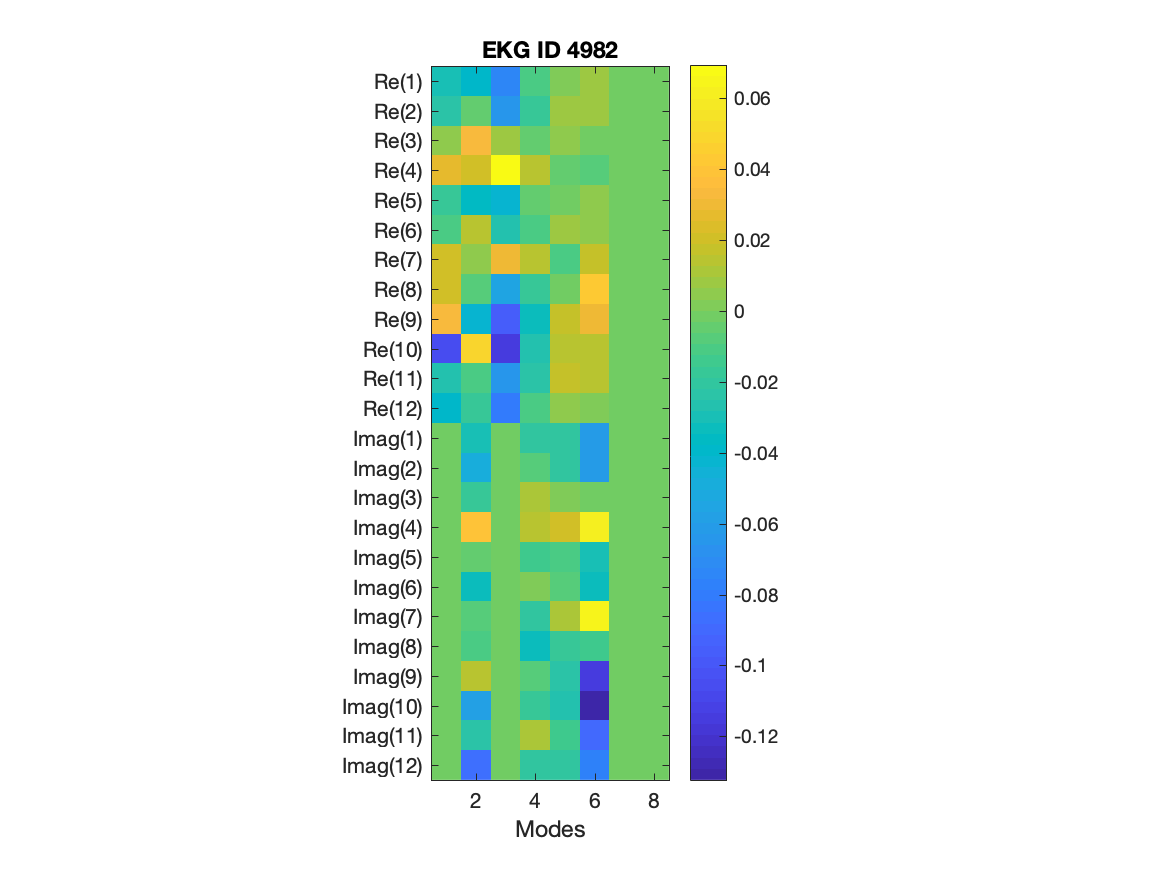 EKG ID 4982
Re(1)
Re(2)
Re(3)
Re(4)
Re(5)
Re(6)
Re(7)
Re(8)
Re(9)
Re(10)
Re(11)
Re(12)
Imag(1)
Imag(2)
Imag(3)
Imag(4)
Imag(5)
Imag(6)
Imag(7)
Imag(8)
Imag(9)
Imag(10)
Imag(11)
Imag(12)
2 4 6 8
Modes
0.06
0.04
0.02
0
-0.02
-0.04
-0.06
-0.08
-0.1
-0.12